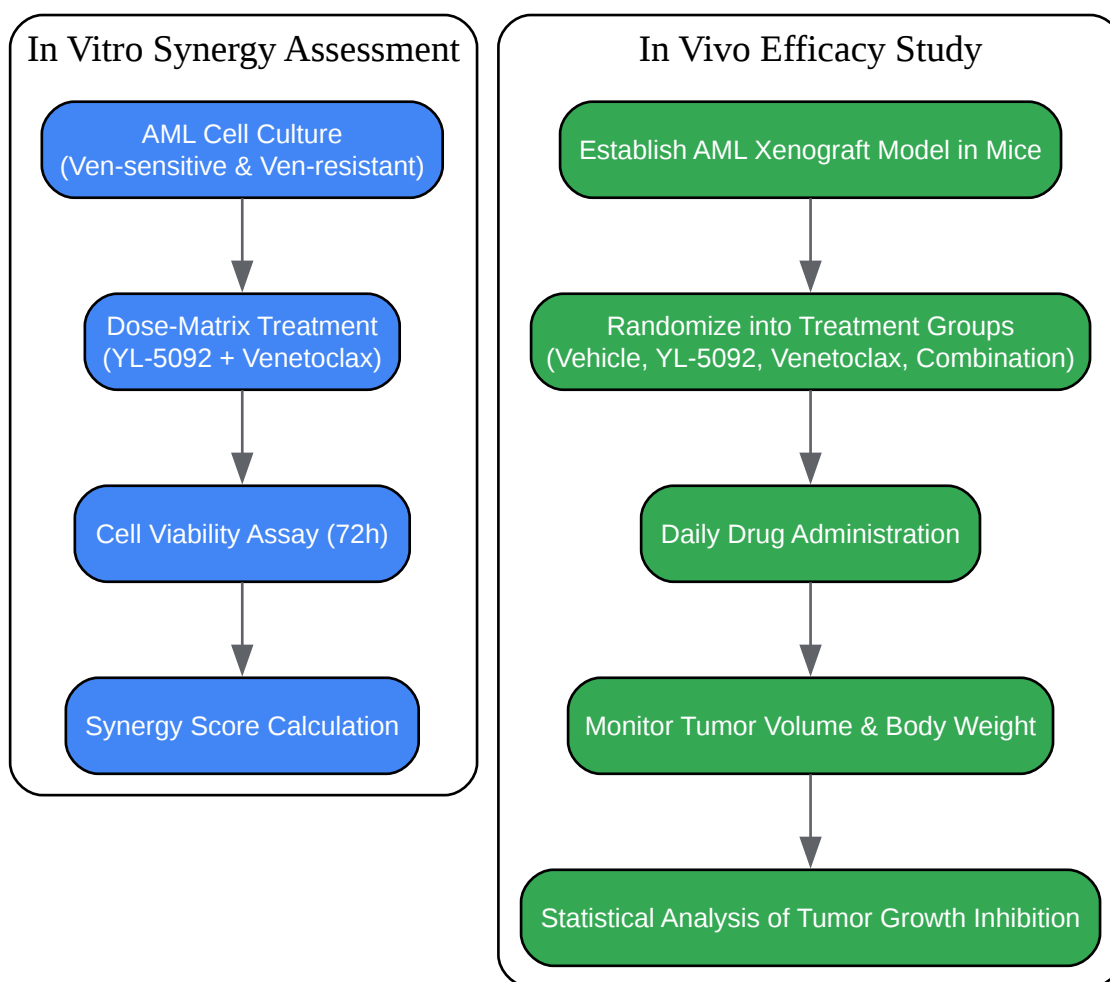 In Vitro Synergy Assessment
AML Cell Culture
(Ven-sensitive & Ven-resistant)
Dose-Matrix Treatment
(YL-5092 + Venetoclax)
Cell Viability Assay (72h)
Synergy Score Calculation
In Vivo Efficacy Study
Establish AML Xenograft Model in Mice
Randomize into Treatment Groups
(Vehicle, YL-5092, Venetoclax, Combination)
Daily Drug Administration
Monitor Tumor Volume & Body Weight
Statistical Analysis of Tumor Growth Inhibition